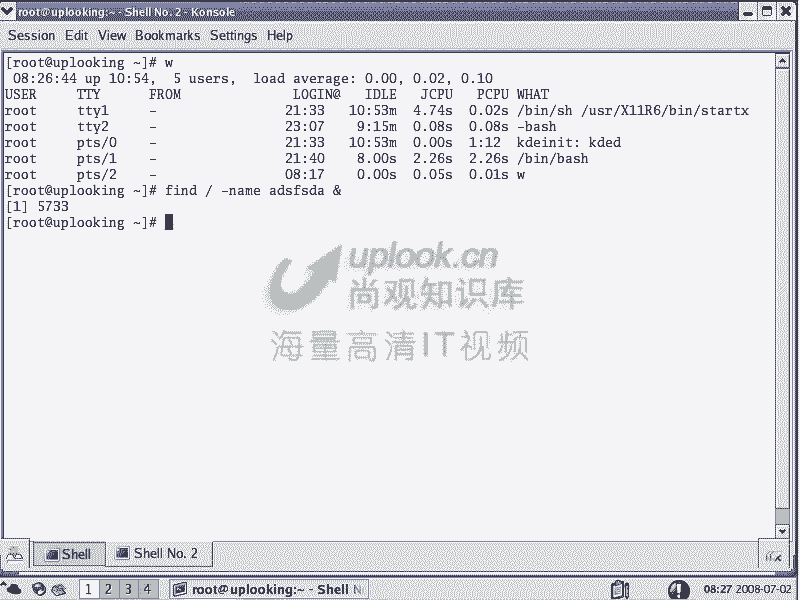 root@uplooking:~ - Shell No. 2 - Konsole
Session Edit View Bookmarks Settings Help
[root@uplooking ~]# w
08:26:44 up 10:54, 5 users, load average: 0.00, 0.02, 0.10
USER TTY FROM LOGIN@ IDLE JCPU PCPU WHAT
root tty1 - 21:33 10:53m 4.74s 0.02s /bin/sh /usr/X11R6/bin/startx
root tty2 - 23:07 9:15m 0.08s 0.08s -bash
root pts/0 - 21:33 10:53m 0.00s 1:12 kdeinit: kded
root pts/1 - 21:40 8.00s 2.26s 2.26s /bin/bash
root pts/2 - 08:17 0.00s 0.05s 0.01s w
[root@uplooking ~]# find / -name adsfsda &
[1] 5733
[root@uplooking ~]#
uplook.cn
尚观知识库
海量高清IT视频
Shell Shell No. 2
1 2 3 4 root@uplooking:~ - Shell 08:27 2008-07-02